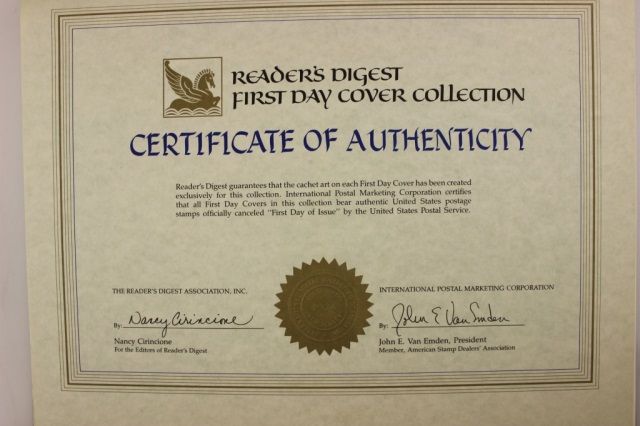 READER'S DIGEST
FIRST DAY COVER COLLECTION
CERTIFICATE OF AUTHENTICITY
Reader's Digest guarantees that the cachet art on each First Day Cover has been created
exclusively for this collection. International Postal Marketing Corporation certifies
that all First Day Covers in this collection bear authentic United States postage
stamps officially canceled "First Day of Issue" by the United States Postal Service.
THE READER'S DIGEST ASSOCIATION, INC.
By: Nancy Cirincione
Nancy Cirincione
For the Editors of Reader's Digest
INTERNATIONAL POSTAL MARKETING CORPORATION
By: John E Van Emden
John E. Van Emden, President
Member, American Stamp Dealers' Association